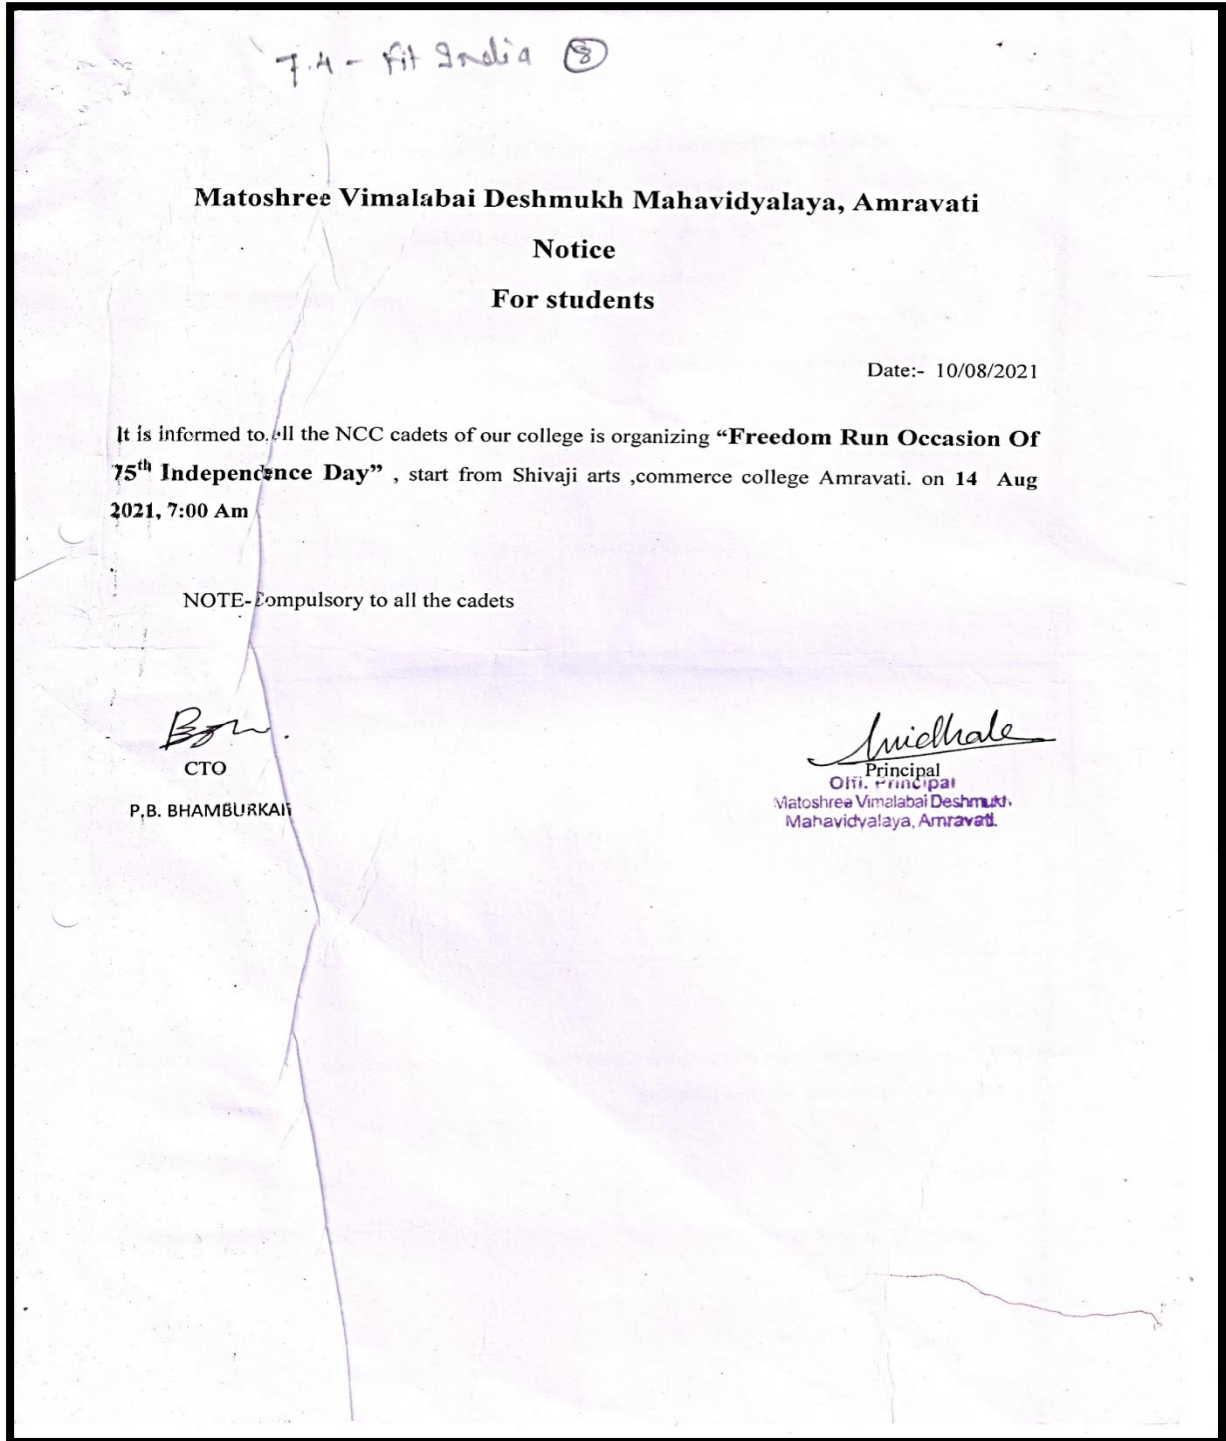 7.4 - Fit India 8
Matoshree Vimalabai Deshmukh Mahavidyalaya, Amravati
Notice
For students
Date:- 10/08/2021
It is informed to all the NCC cadets of our college is organizing “Freedom Run Occasion Of
75th Independence Day” , start from Shivaji arts ,commerce college Amravati. on 14 Aug
2021, 7:00 Am
NOTE-Compulsory to all the cadets
CTO
P.B. BHAMBURKAR
Principal
Offi. Principal
Matoshree Vimalabai Deshmukh
Mahavidyalaya, Amravati.